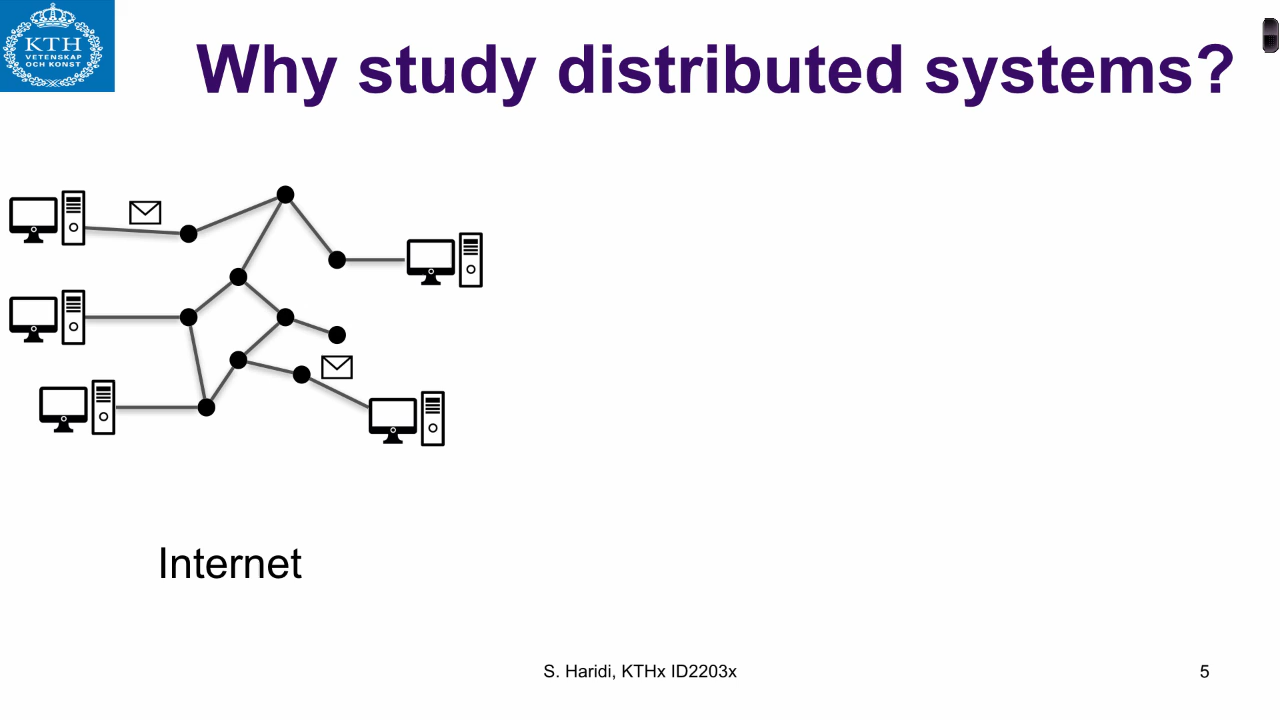 KTH
VETENSKAP
OCH KONST
Why study distributed systems?
Internet
S. Haridi, KTHx ID2203x
5